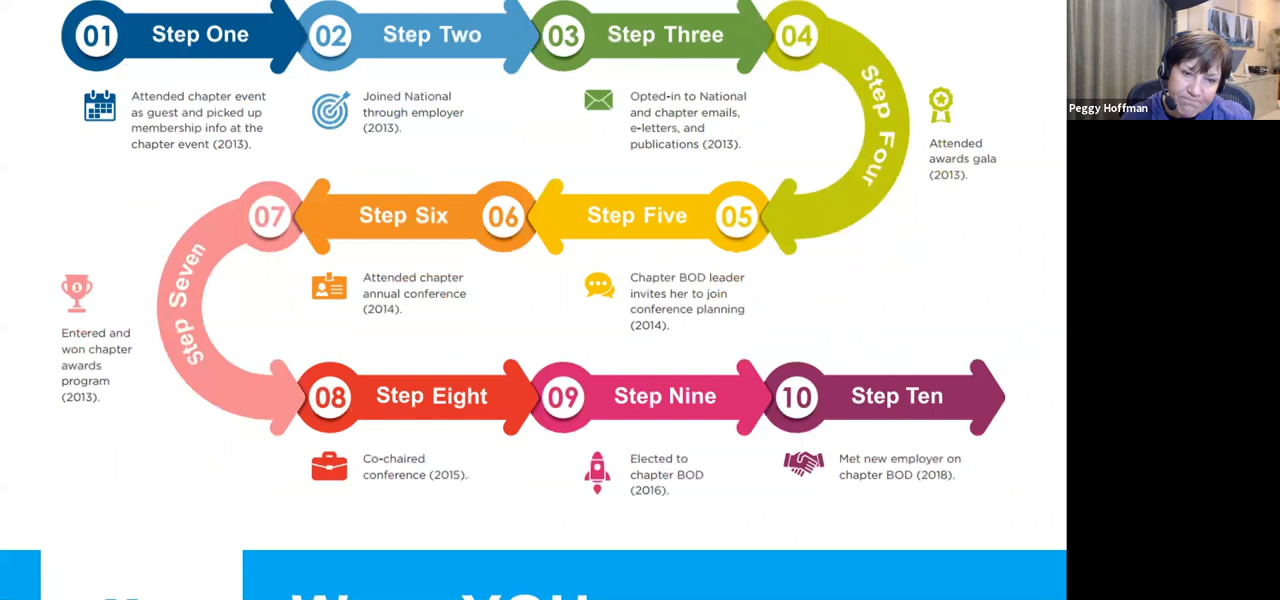 01 Step One
02 Step Two
03 Step Three
04
Step Four
Attended chapter event
as guest and picked up
membership info at the
chapter event (2013).
Joined National
through employer
(2013).
Opted-in to National
and chapter emails,
e-letters, and
publications (2013).
Attended
awards gala
(2013).
Peggy Hoffman
05 Step Five
Chapter BOD leader
invites her to join
conference planning
(2014).
06 Step Six
Attended chapter
annual conference
(2014).
07
Step Seven
Entered and
won chapter
awards
program
(2013).
08 Step Eight
Co-chaired
conference (2015).
09 Step Nine
Elected to
chapter BOD
(2016).
10 Step Ten
Met new employer on
chapter BOD (2018).